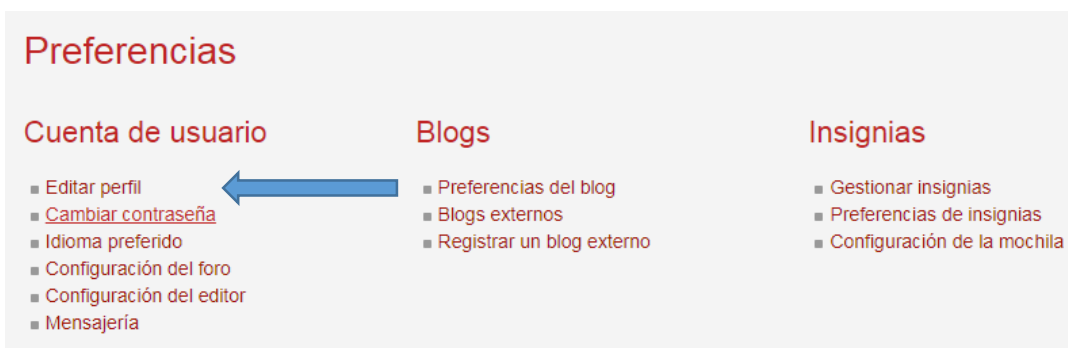 Preferencias
Cuenta de usuario
Editar perfil
Cambiar contraseña
Idioma preferido
Configuración del foro
Configuración del editor
Mensajería
Blogs
Preferencias del blog
Blogs externos
Registrar un blog externo
Insignias
Gestionar insignias
Preferencias de insignias
Configuración de la mochila